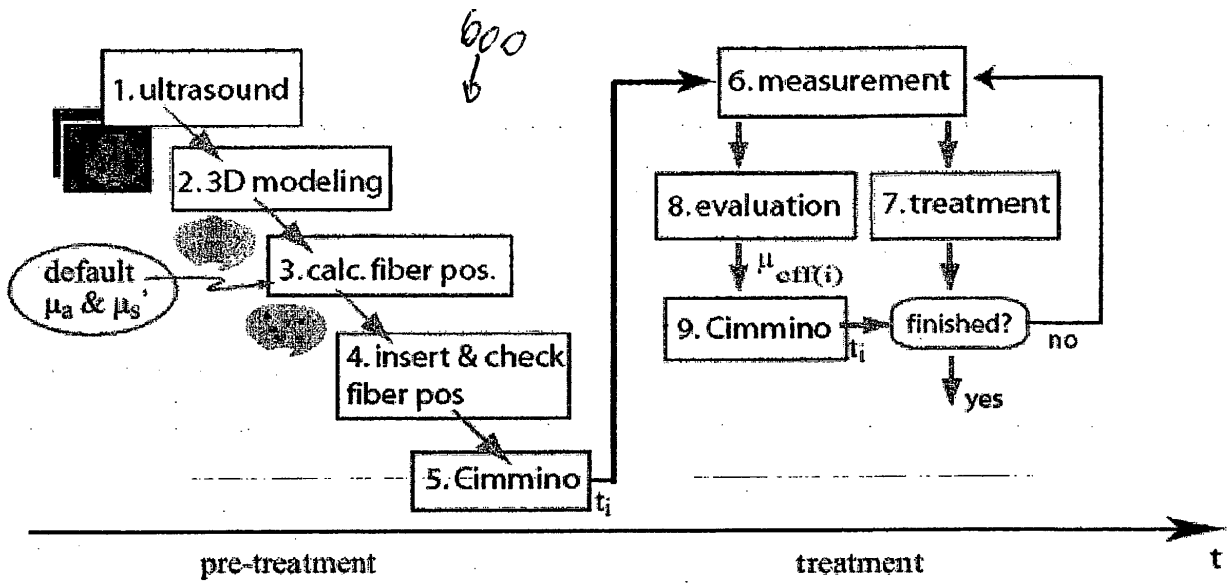 600
1. ultrasound
2. 3D modeling
default
μa & μs'
3. calc. fiber pos.
4. insert & check
fiber pos
5. Cimmino
ti
6. measurement
8. evaluation
7. treatment
μeff(i)
9. Cimmino
ti
finished?
no
yes
pre-treatment
treatment
t